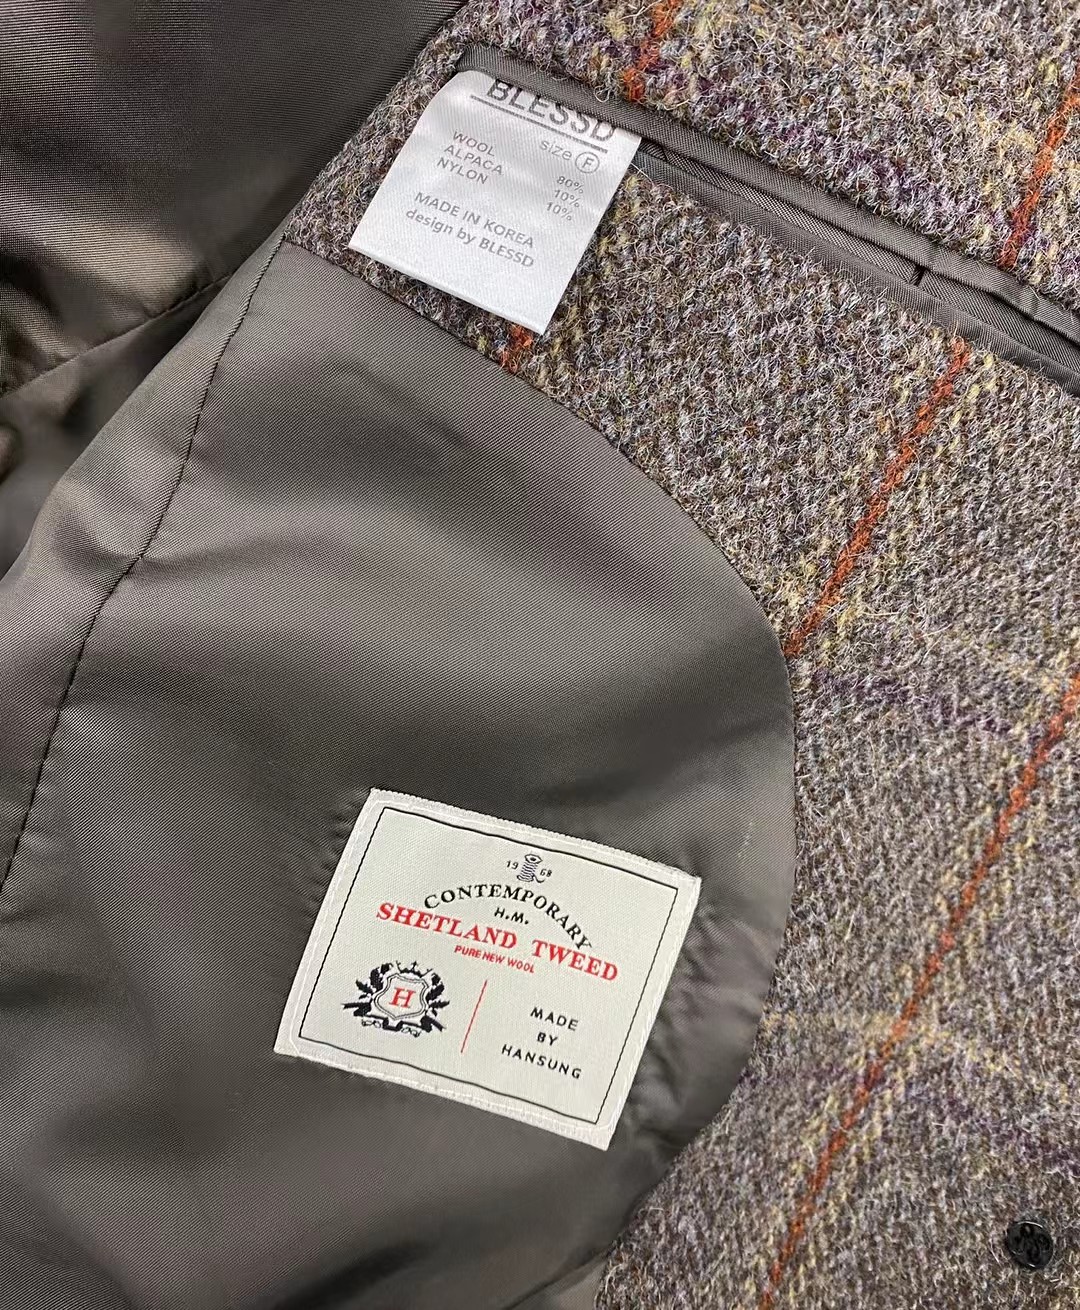 BLESSD
size F
WOOL 80%
ALPACA 10%
NYLON 10%
MADE IN KOREA
design by BLESSD
19 68
CONTEMPORARY
H.M.
SHETLAND TWEED
PURE NEW WOOL
H
MADE
BY
HANSUNG